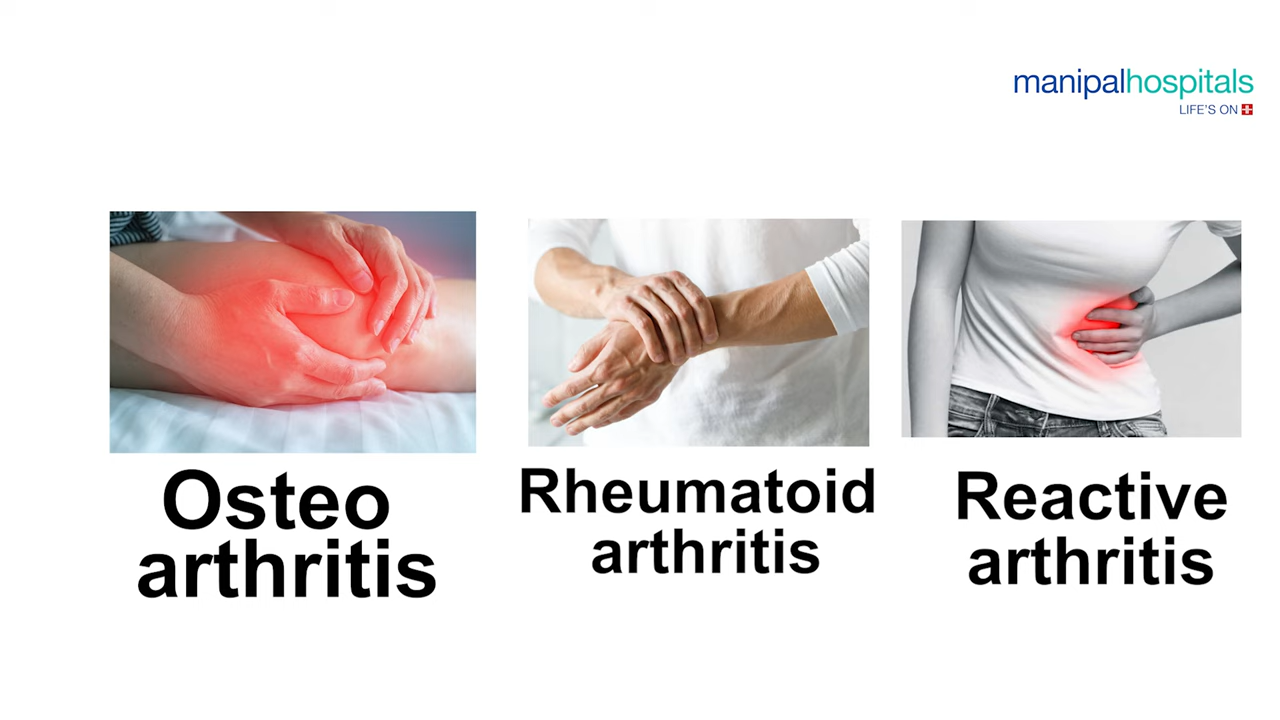 manipalhospitals
LIFE'S ON
Osteo
arthritis
Rheumatoid
arthritis
Reactive
arthritis